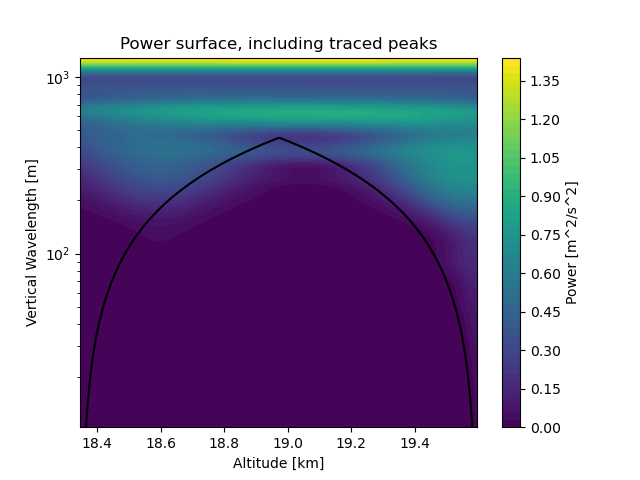 Power surface, including traced peaks
10^3
10^2
Vertical Wavelength [m]
18.4 18.6 18.8 19.0 19.2 19.4
Altitude [km]
1.35
1.20
1.05
0.90
0.75
0.60
0.45
0.30
0.15
0.00
Power [m^2/s^2]